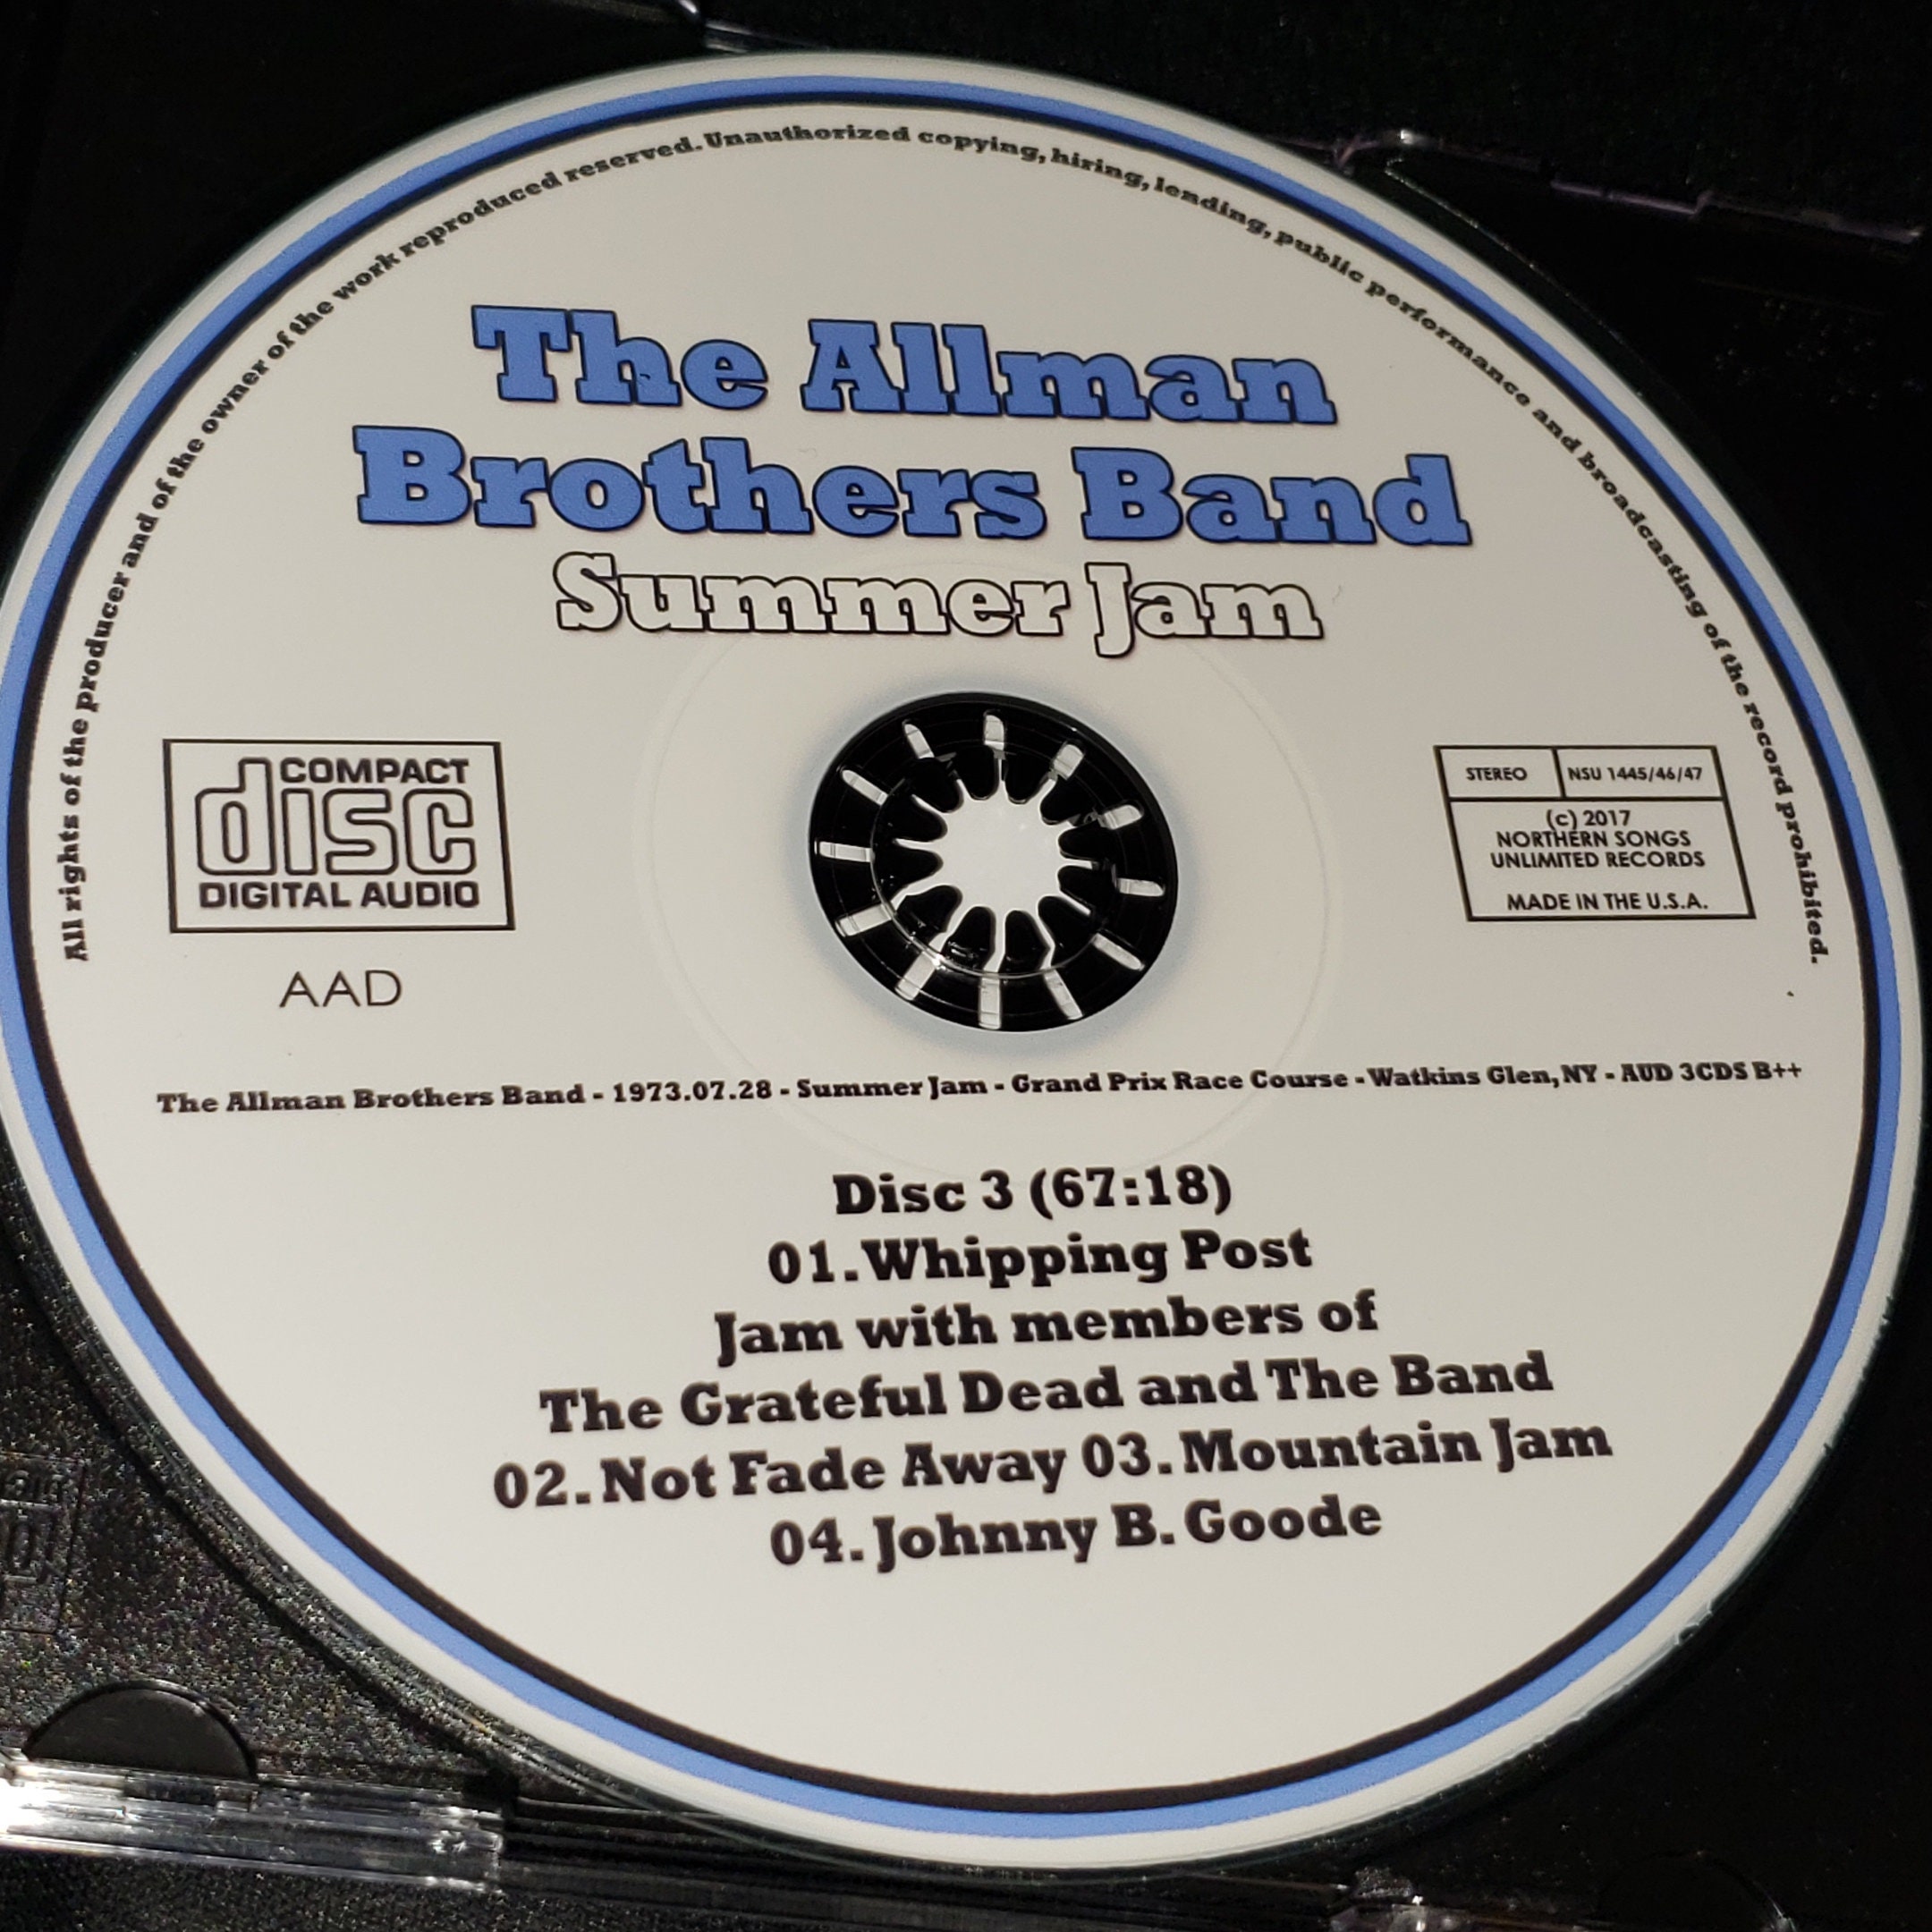 All rights of the producer and of the owner of the work reproduced reserved. Unauthorized copying, hiring, lending, public performance and broadcasting of the record prohibited.
The Allman
Brothers Band
Summer Jam
COMPACT
disc
DIGITAL AUDIO
AAD
STEREO
NSU 1445/46/47
(c) 2017
NORTHERN SONGS
UNLIMITED RECORDS
MADE IN THE U.S.A.
The Allman Brothers Band - 1973.07.28 - Summer Jam - Grand Prix Race Course - Watkins Glen, NY - AUD 3CDS B++
Disc 3 (67:18)
01. Whipping Post
Jam with members of
The Grateful Dead and The Band
02. Not Fade Away 03. Mountain Jam
04. Johnny B. Goode